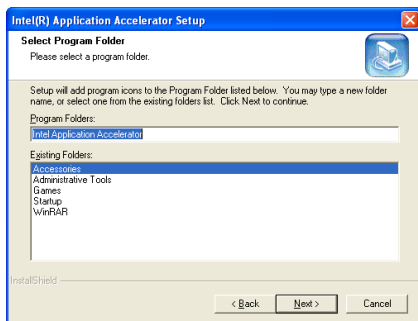 Intel(R) Application Accelerator Setup
Select Program Folder
Please select a program folder.
Setup will add program icons to the Program Folder listed below. You may type a new folder
name, or select one from the existing folders list. Click Next to continue.
Program Folders:
Intel Application Accelerator
Existing Folders:
Accessories
Administrative Tools
Games
Startup
WinRAR
InstallShield
< Back
Next >
Cancel